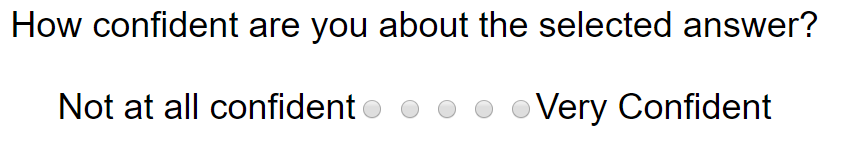 How confident are you about the selected answer?
Not at all confident Very Confident